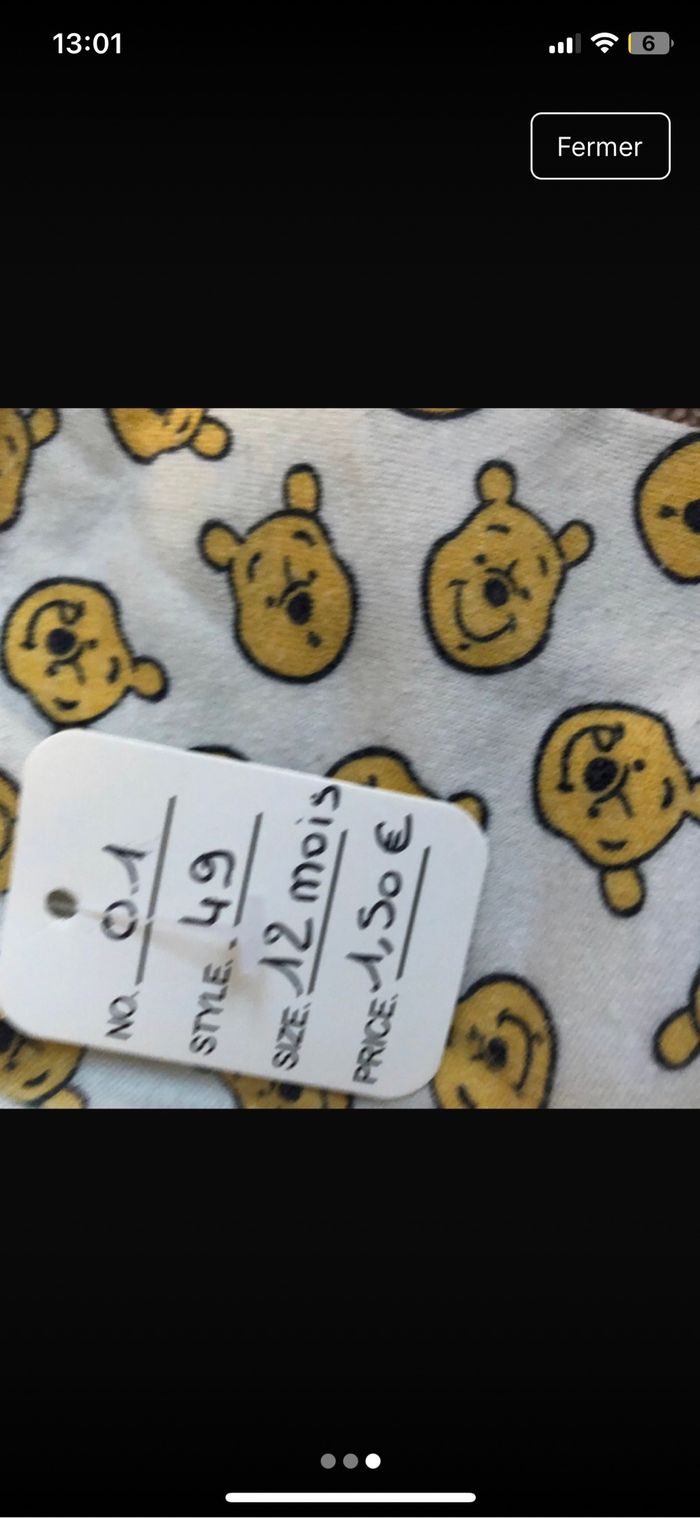 13:01
6
Fermer
NO. 0.1
STYLE. 49
SIZE. 12 mois
PRICE. 1,50€